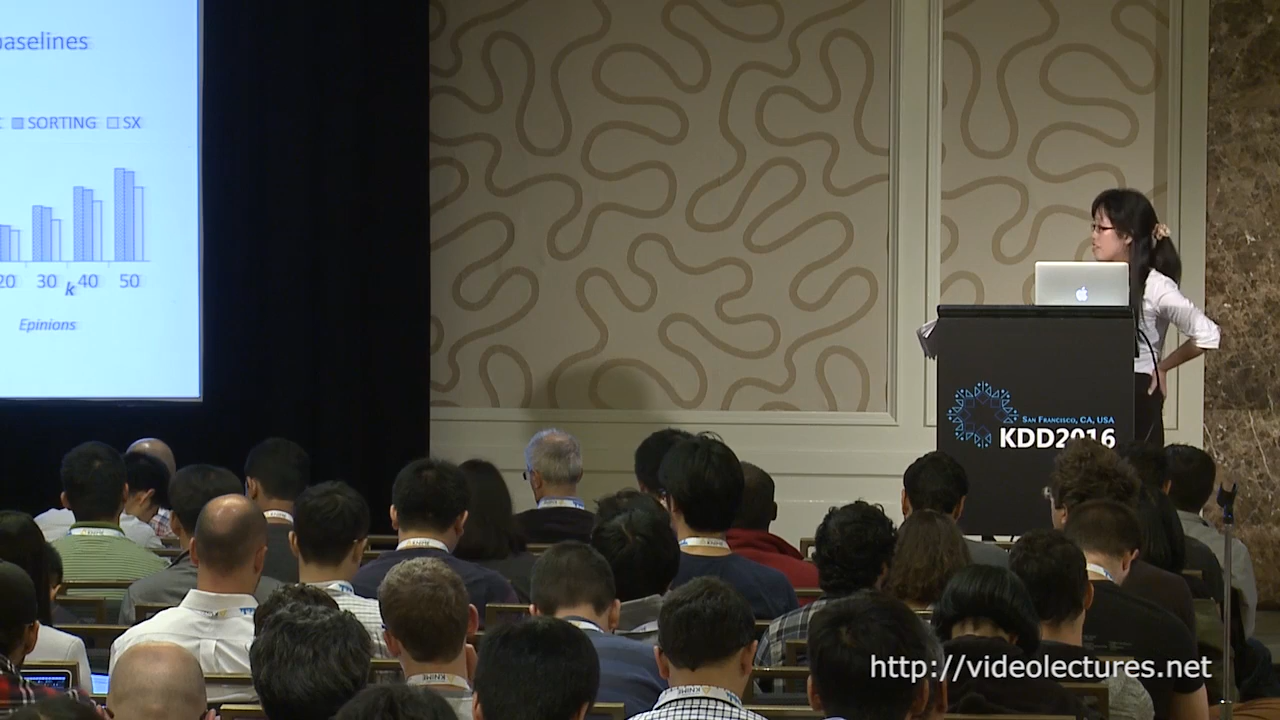 baselines
SORTING SX
20 30 40 50
k
Epinions
SAN FRANCISCO, CA, USA
KDD2016
http://videolectures.net